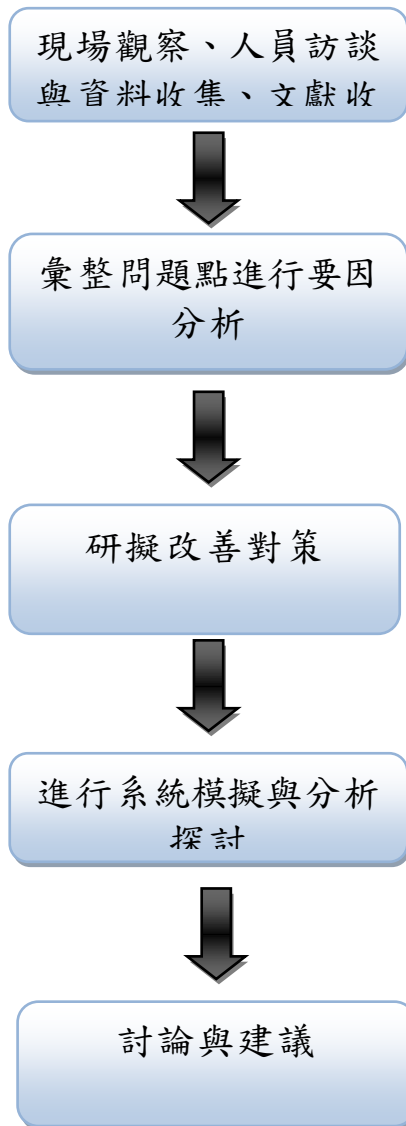 現場觀察、人員訪談
與資料收集、文獻收
彙整問題點進行要因
分析
研擬改善對策
進行系統模擬與分析
探討
討論與建議